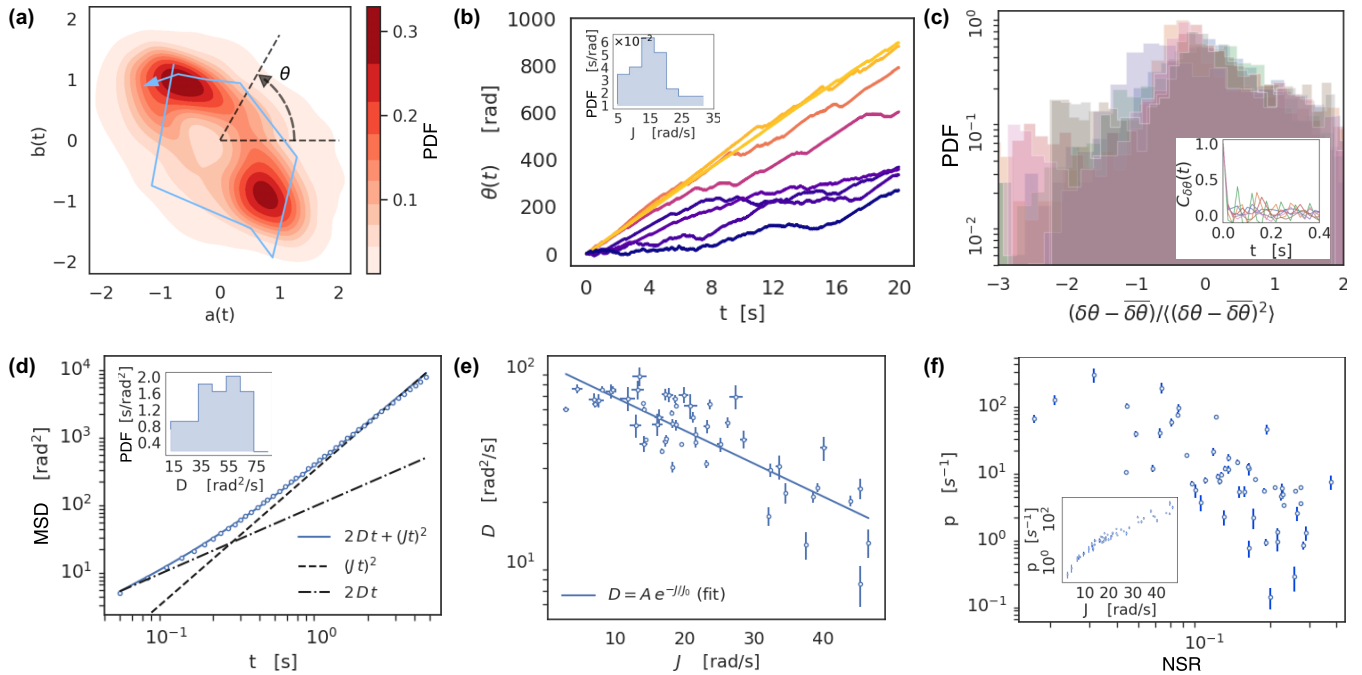 (a)
2
1
0
−1
−2
b(t)
−2 −1 0 1 2
a(t)
θ
0.3
0.2
0.1
PDF
(b)
1000
800
600
400
200
0
θ(t) [rad]
0 4 8 12 16 20
t [s]
×10⁻²
6
5
4
3
2
1
PDF [s/rad]
5 15 25 35
J [rad/s]
(c)
10⁰
10⁻¹
10⁻²
PDF
−3 −2 −1 0 1 2
(δθ − \overline{δθ})/⟨(δθ − \overline{δθ})²⟩
1.0
0.5
0.0
C_{δθ}(t)
0.0 0.2 0.4
t [s]
(d)
10⁴
10³
10²
10¹
MSD [rad²]
10⁻¹ 10⁰
t [s]
2.0
1.6
1.2
0.8
0.4
PDF [s/rad²]
15 35 55 75
D [rad²/s]
2Dt + (Jt)²
(Jt)²
2Dt
(e)
10²
10¹
D [rad²/s]
10 20 30 40
J [rad/s]
D = A e^{−J/J₀} (fit)
(f)
10²
10¹
10⁰
10⁻¹
p [s⁻¹]
10⁻¹
NSR
10²
10⁰
p [s⁻¹]
10 20 30 40
J [rad/s]